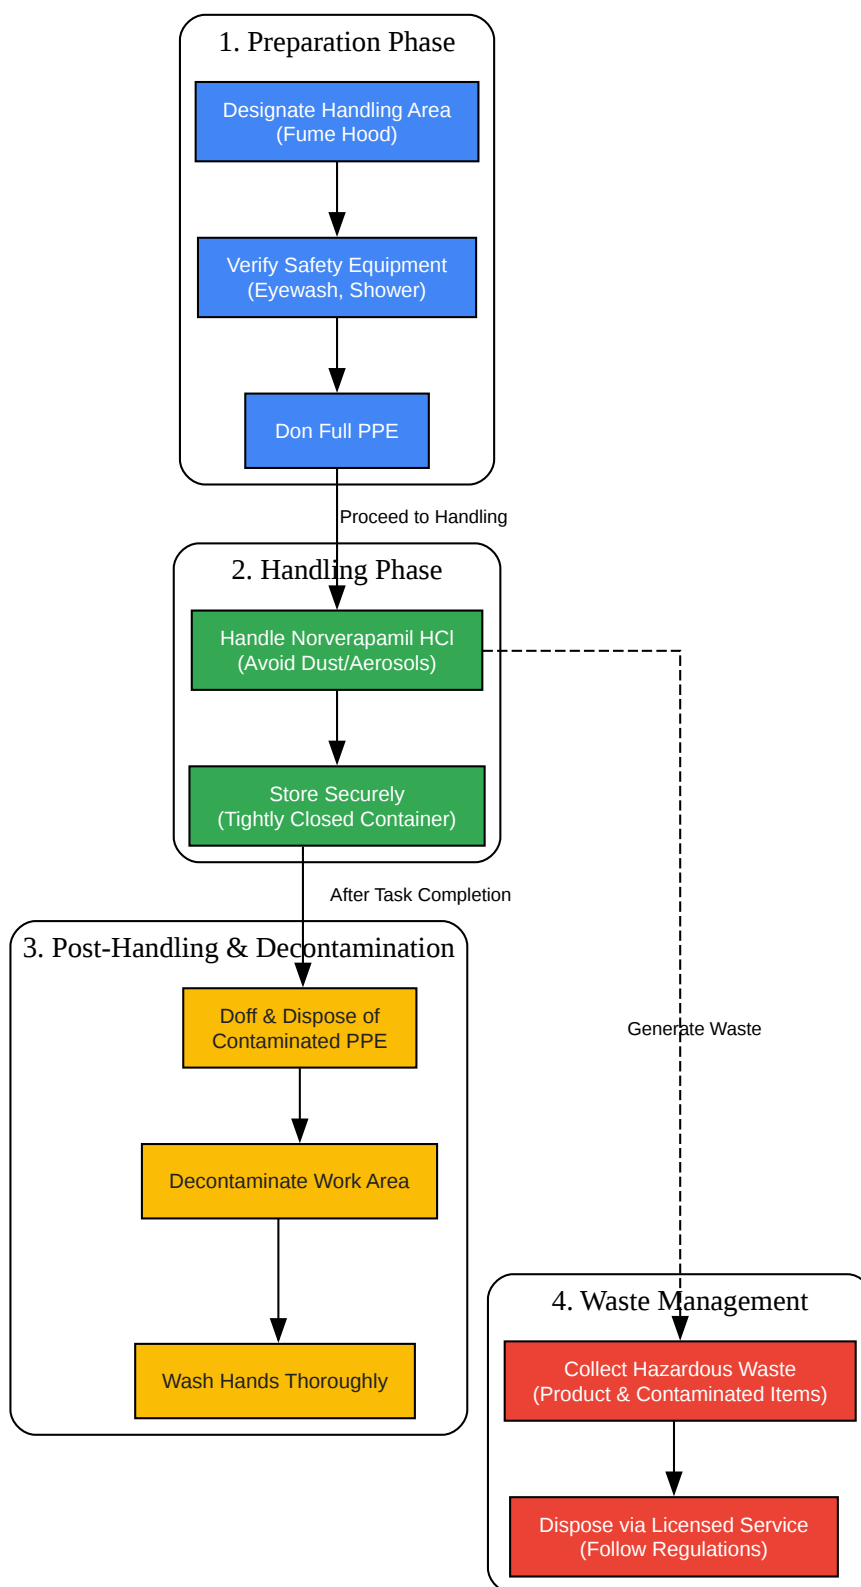 1. Preparation Phase
Designate Handling Area
(Fume Hood)
Verify Safety Equipment
(Eyewash, Shower)
Don Full PPE
Proceed to Handling
2. Handling Phase
Handle Norverapamil HCl
(Avoid Dust/Aerosols)
Store Securely
(Tightly Closed Container)
After Task Completion
3. Post-Handling & Decontamination
Doff & Dispose of
Contaminated PPE
Generate Waste
Decontaminate Work Area
Wash Hands Thoroughly
4. Waste Management
Collect Hazardous Waste
(Product & Contaminated Items)
Dispose via Licensed Service
(Follow Regulations)